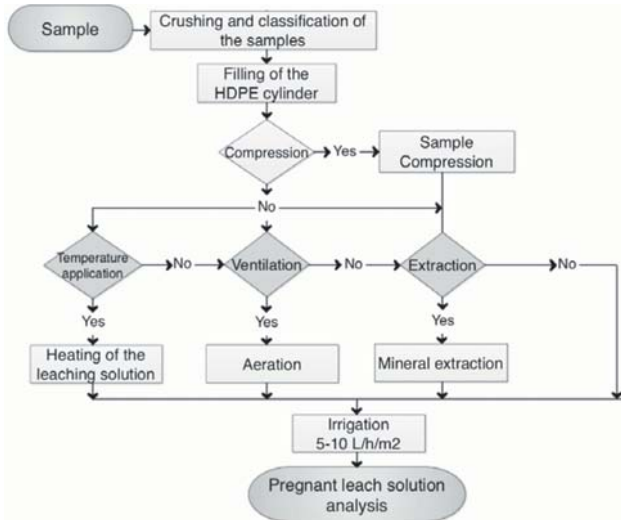 Sample
Crushing and classification of
the samples
Filling of the
HDPE cylinder
Compression
Yes
Sample
Compression
No
Temperature
application
No
Ventilation
No
Extraction
No
Yes
Yes
Yes
Heating of the
leaching solution
Aeration
Mineral extraction
Irrigation
5-10 L/h/m2
Pregnant leach solution
analysis